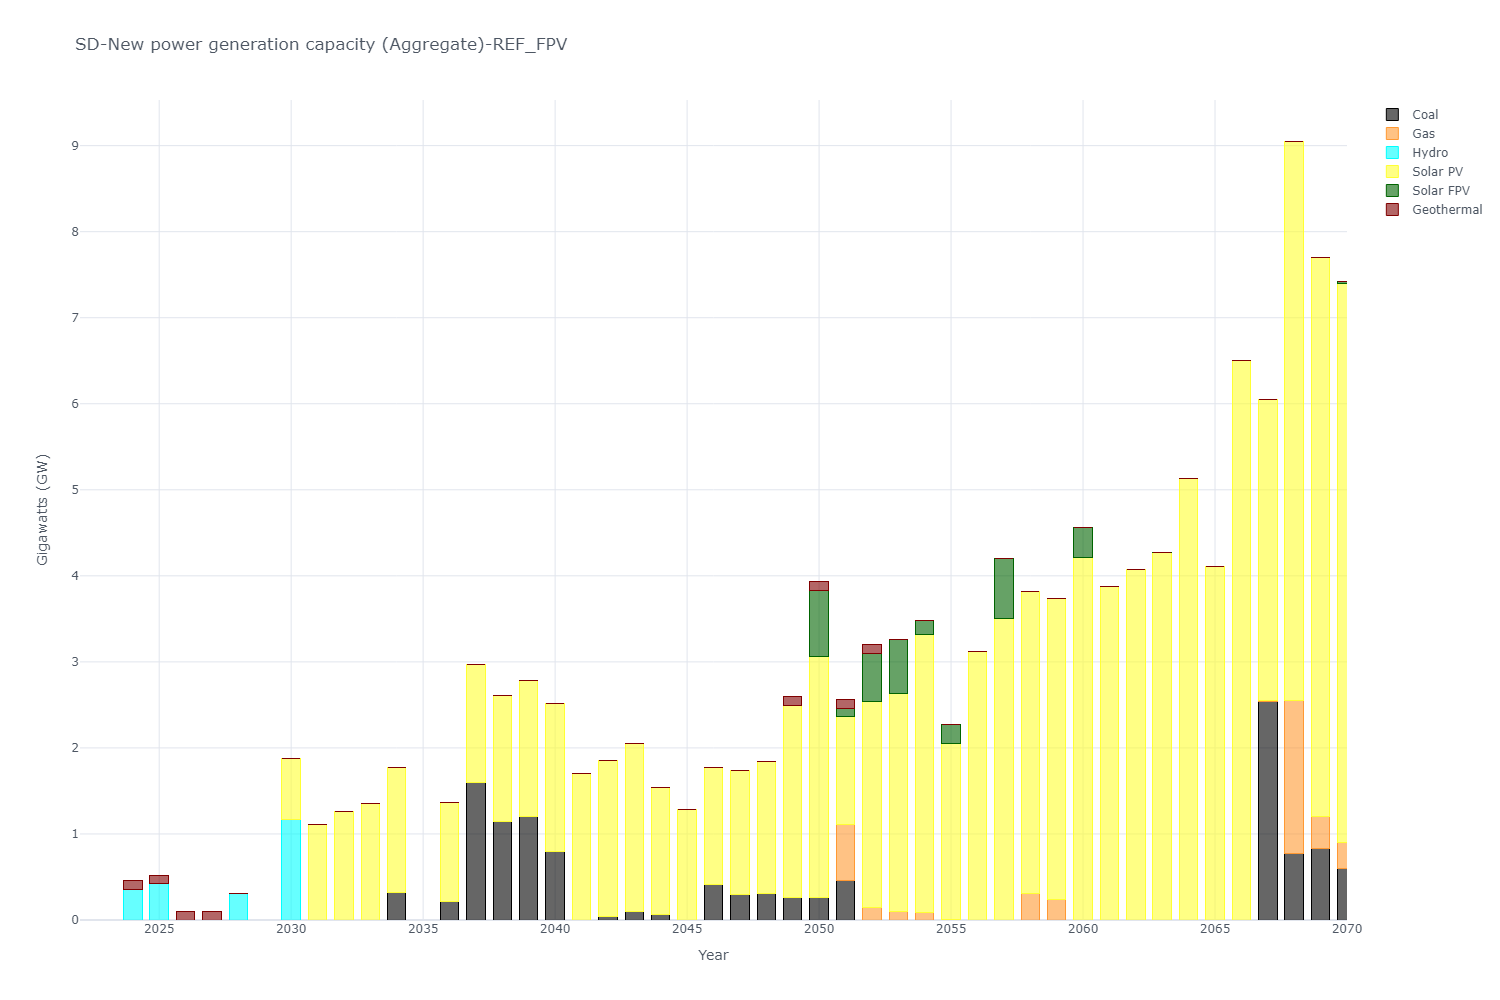 SD-New power generation capacity (Aggregate)-REF_FPV
Coal
Gas
Hydro
Solar PV
Solar FPV
Geothermal
9
8
7
6
5
4
3
2
1
0
Gigawatts (GW)
2025
2030
2035
2040
2045
2050
2055
2060
2065
2070
Year